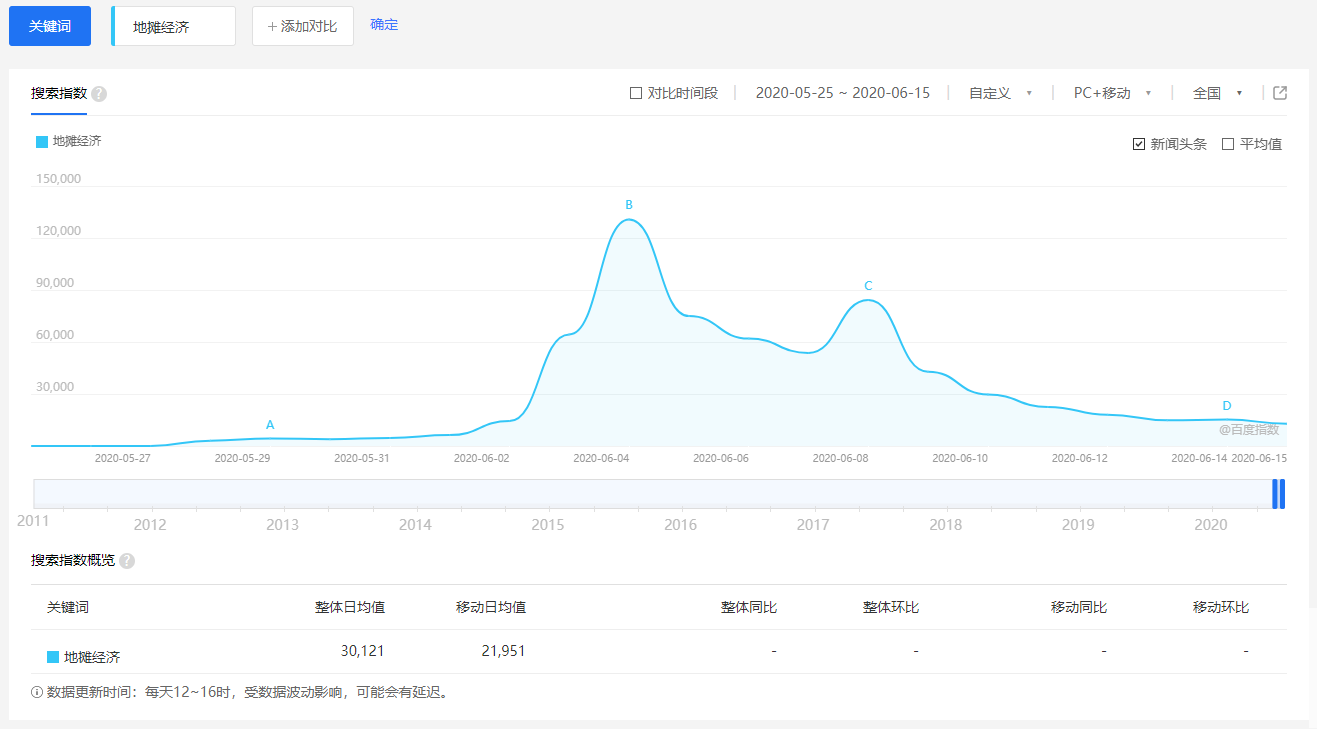 关键词 地摊经济 + 添加对比 确定
搜索指数 ? 对比时间段 2020-05-25 ~ 2020-06-15 自定义 PC+移动 全国
地摊经济 新闻头条 平均值
150,000
B
120,000
C
90,000
60,000
30,000
D
A
@百度指数
2020-05-27 2020-05-29 2020-05-31 2020-06-02 2020-06-04 2020-06-06 2020-06-08 2020-06-10 2020-06-12 2020-06-14 2020-06-15
2011 2012 2013 2014 2015 2016 2017 2018 2019 2020
搜索指数概览 ?
关键词 整体日均值 移动日均值 整体同比 整体环比 移动同比 移动环比
地摊经济 30,121 21,951 - - - -
数据更新时间：每天12~16时，受数据波动影响，可能会有延迟。